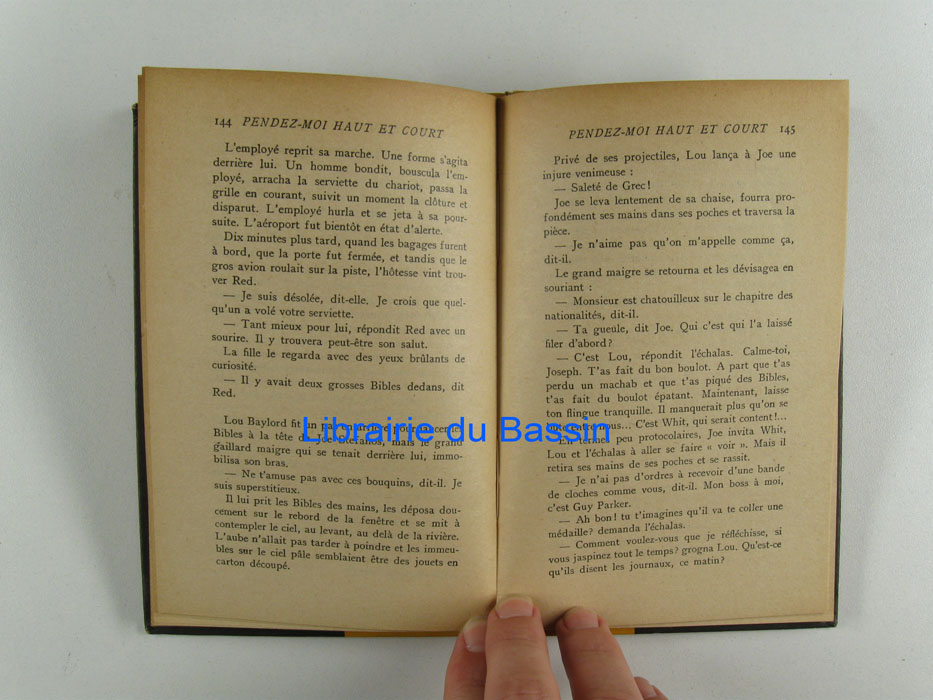 144 PENDEZ-MOI HAUT ET COURT
L'employé reprit sa marche. Une forme s'agita
derrière lui. Un homme bondit, bouscula l'em-
ployé, arracha la serviette du chariot, passa la
grille en courant, suivit un moment la clôture et
disparut. L'employé hurla et se jeta à sa pour-
suite. L'aéroport fut bientôt en état d'alerte.
Dix minutes plus tard, quand les bagages furent
à bord, que la porte fut fermée, et tandis que le
gros avion roulait sur la piste, l'hôtesse vint trou-
ver Red.
— Je suis désolée, dit-elle. Je crois que quel-
qu'un a volé votre serviette.
— Tant mieux pour lui, répondit Red avec un
sourire. Il y trouvera peut-être son salut.
La fille le regarda avec des yeux brûlants de
curiosité.
— Il y avait deux grosses Bibles dedans, dit
Red.
Lou Baylord fit un pas en arrière pour lancer les
Bibles à la tête de Joe Stefanos, mais le grand
gaillard maigre qui se tenait derrière lui, immo-
bilisa son bras.
— Ne t'amuse pas avec ces bouquins, dit-il. Je
suis superstitieux.
Il lui prit les Bibles des mains, les déposa dou-
cement sur le rebord de la fenêtre et se mit à
contempler le ciel, au levant, au delà de la rivière.
L'aube n'allait pas tarder à poindre et les immeu-
bles sur le ciel pâle semblaient être des jouets en
carton découpé.
PENDEZ-MOI HAUT ET COURT 145
Privé de ses projectiles, Lou lança à Joe une
injure venimeuse :
— Saleté de Grec!
Joe se leva lentement de sa chaise, fourra pro-
fondément ses mains dans ses poches et traversa la
pièce.
— Je n'aime pas qu'on m'appelle comme ça,
dit-il.
Le grand maigre se retourna et les dévisagea en
souriant :
— Monsieur est chatouilleux sur le chapitre des
nationalités, dit-il.
— Ta gueule, dit Joe. Qui c'est qui l'a laissé
filer d'abord?
— C'est Lou, répondit l'échalas. Calme-toi,
Joseph. T'as fait du bon boulot. A part que t'as
perdu un machab et que t'as piqué des Bibles,
t'as fait du boulot épatant. Maintenant, laisse
ton flingue tranquille. Il manquerait plus qu'on se
bute entre nous... C'est Whit, qui serait content!...
En termes peu protocolaires, Joe invita Whit,
Lou et l'échalas à aller se faire « voir ». Mais il
retira ses mains de ses poches et se rassit.
— Je n'ai pas d'ordres à recevoir d'une bande
de cloches comme vous, dit-il. Mon boss à moi,
c'est Guy Parker.
— Ah bon! tu t'imagines qu'il va te coller une
médaille? demanda l'échalas.
— Comment voulez-vous que je réfléchisse, si
vous jaspinez tout le temps? grogna Lou. Qu'est-ce
qu'ils disent les journaux, ce matin?
Librairie du Bassin